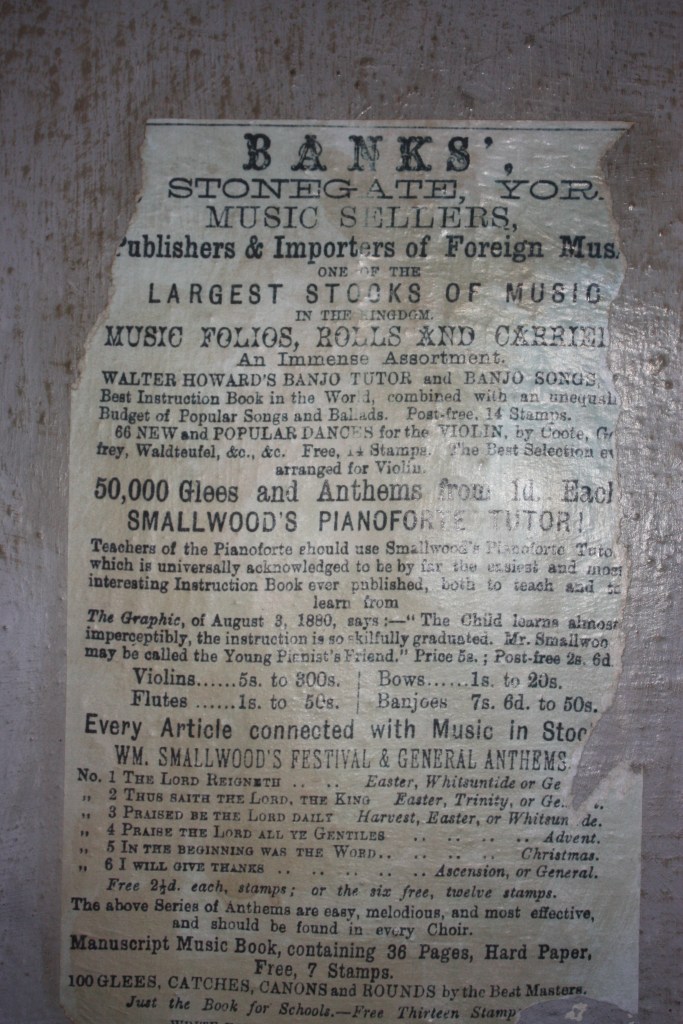 BANKS',
STONEGATE, YOR
MUSIC SELLERS,
Publishers & Importers of Foreign Mus
ONE OF THE
LARGEST STOCKS OF MUSIC
IN THE KINGDOM.
MUSIC FOLIOS, ROLLS AND CARRIE
An Immense Assortment.
WALTER HOWARD'S BANJO TUTOR and BANJO SONGS,
Best Instruction Book in the World, combined with an unequal
Budget of Popular Songs and Ballads. Post-free, 14 Stamps.
66 NEW and POPULAR DANCES for the VIOLIN, by Coote, G
frey, Waldteufel, &c., &c. Free, 14 Stamps. The Best Selection ev
arranged for Violin.
50,000 Glees and Anthems from 1d. Each
SMALLWOOD'S PIANOFORTE TUTOR!
Teachers of the Pianoforte should use Smallwood's Pianoforte Tuto
which is universally acknowledged to be by far the easiest and most
interesting Instruction Book ever published, both to teach and to
learn from
The Graphic, of August 3, 1880, says:—"The Child learns almost
imperceptibly, the instruction is so skilfully graduated. Mr. Smallwoo
may be called the Young Pianist's Friend." Price 5s.; Post-free 2s. 6d.
Violins......5s. to 300s. | Bows......1s. to 20s.
Flutes ......1s. to 50s. | Banjoes 7s. 6d. to 50s.
Every Article connected with Music in Stoc
WM. SMALLWOOD'S FESTIVAL & GENERAL ANTHEMS
No. 1 THE LORD REIGNETH .. .. Easter, Whitsuntide or Ge
„ 2 THUS SAITH THE LORD, THE KING Easter, Trinity, or Ge.. ..
„ 3 PRAISED BE THE LORD DAILY Harvest, Easter, or Whitsun de.
„ 4 PRAISE THE LORD ALL YE GENTILES .. .. .. .. Advent.
„ 5 IN THE BEGINNING WAS THE WORD.. .. .. .. Christmas.
„ 6 I WILL GIVE THANKS .. .. .. .. .. Ascension, or General.
Free 2½d. each, stamps; or the six free, twelve stamps.
The above Series of Anthems are easy, melodious, and most effective,
and should be found in every Choir.
Manuscript Music Book, containing 36 Pages, Hard Paper,
Free, 7 Stamps.
100 GLEES, CATCHES, CANONS and ROUNDS by the Best Masters.
Just the Book for Schools.—Free Thirteen Stamp